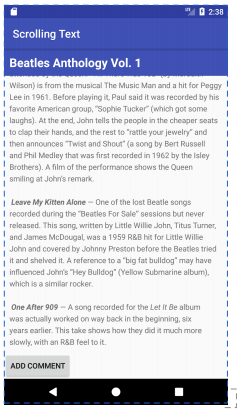 2:38
Scrolling Text
Beatles Anthology Vol. 1
Wilson) is from the musical The Music Man and a hit for Peggy
Lee in 1961. Before playing it, Paul said it was recorded by his
favorite American group, “Sophie Tucker” (which got some
laughs). At the end, John tells the people in the cheaper seats
to clap their hands, and the rest to “rattle your jewelry” and
then announces “Twist and Shout” (a song by Bert Russell
and Phil Medley that was first recorded in 1962 by the Isley
Brothers). A film of the performance shows the Queen
smiling at John’s remark.
Leave My Kitten Alone — One of the lost Beatle songs
recorded during the “Beatles For Sale” sessions but never
released. This song, written by Little Willie John, Titus Turner,
and James McDougal, was a 1959 R&B hit for Little Willie
John and covered by Johnny Preston before the Beatles tried
it and shelved it. A reference to a “big fat bulldog” may have
influenced John’s “Hey Bulldog” (Yellow Submarine album),
which is a similar rocker.
One After 909 — A song recorded for the Let It Be album
was actually worked on way back in the beginning, six
years earlier. This take shows how they did it much more
slowly, with an R&B feel to it.
ADD COMMENT